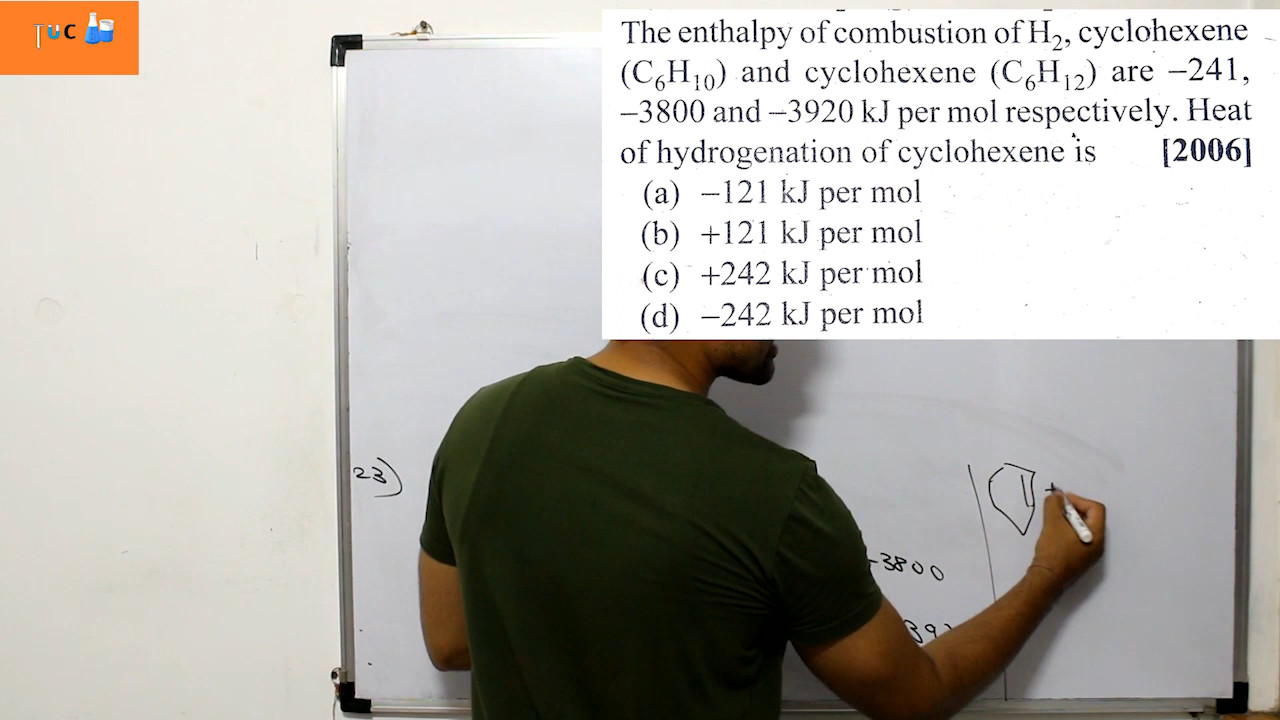 TUC
The enthalpy of combustion of H₂, cyclohexene
(C₆H₁₀) and cyclohexene (C₆H₁₂) are –241,
–3800 and –3920 kJ per mol respectively. Heat
of hydrogenation of cyclohexene is [2006]
(a) –121 kJ per mol
(b) +121 kJ per mol
(c) +242 kJ per mol
(d) –242 kJ per mol
23)
+
-3800